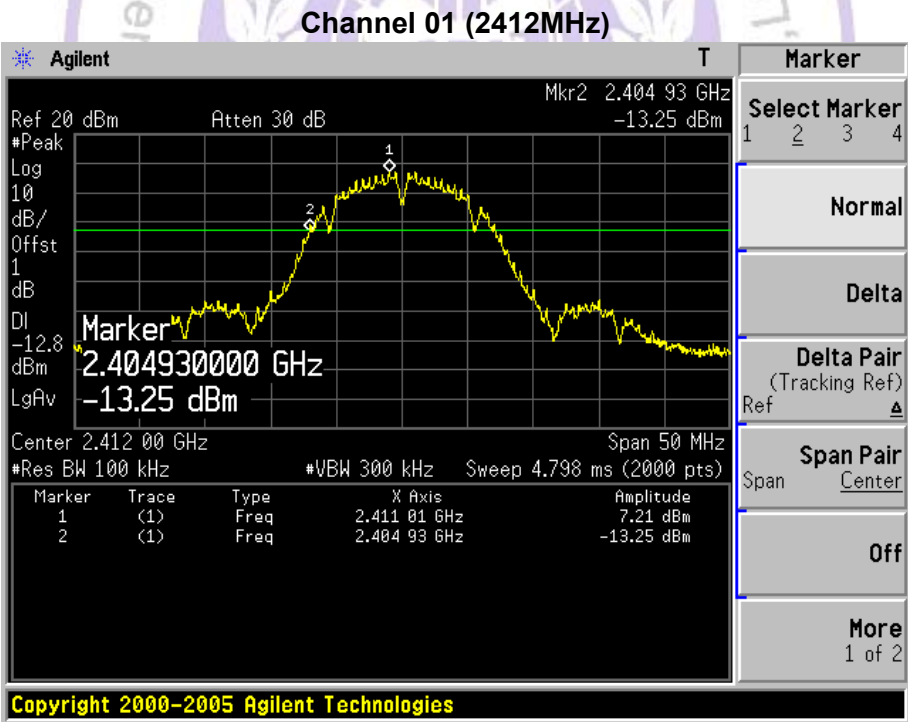 Channel 01 (2412MHz)
Agilent T Marker
Mkr2 2.404 93 GHz
Ref 20 dBm Atten 30 dB -13.25 dBm
#Peak
Log
10
dB/
Offst
1
dB
DI
-12.8
dBm
LgAv
1
2
Marker
2.404930000 GHz
-13.25 dBm
Center 2.412 00 GHz Span 50 MHz
#Res BW 100 kHz #VBW 300 kHz Sweep 4.798 ms (2000 pts)
Marker Trace Type X Axis Amplitude
1 (1) Freq 2.411 01 GHz 7.21 dBm
2 (1) Freq 2.404 93 GHz -13.25 dBm
Select Marker
1 2 3 4
Normal
Delta
Delta Pair
(Tracking Ref)
Ref Δ
Span Pair
Span Center
Off
More
1 of 2
Copyright 2000-2005 Agilent Technologies